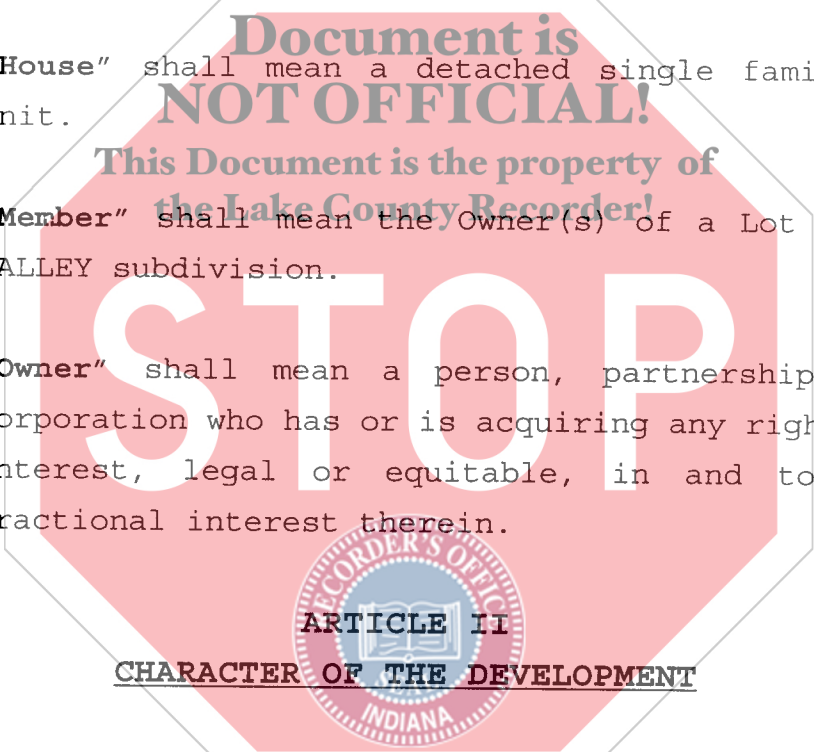 Document is
House” shall mean a detached single fami
NOT OFFICIAL!
nit.
This Document is the property of
the Lake County Recorder!
Member” shall mean the Owner(s) of a Lot
ALLEY subdivision.
STOP
Owner” shall mean a person, partnership
orporation who has or is acquiring any righ
nterest, legal or equitable, in and to
ractional interest therein.
RECORDER'S OFFICE
ARTICLE II
SEAL
CHARACTER OF THE DEVELOPMENT
INDIANA